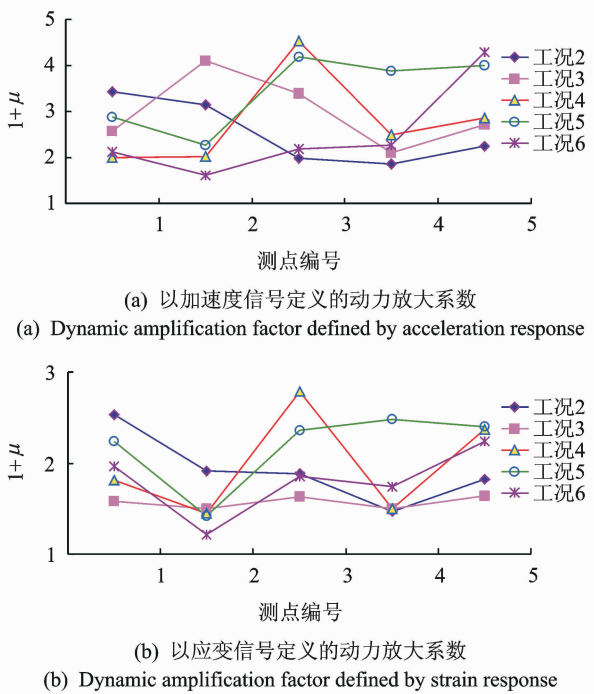 5
4
3
2
1
1+μ
1 2 3 4 5
测点编号
工况2
工况3
工况4
工况5
工况6
(a) 以加速度信号定义的动力放大系数
(a) Dynamic amplification factor defined by acceleration response
3
2
1
1+μ
1 2 3 4 5
测点编号
工况2
工况3
工况4
工况5
工况6
(b) 以应变信号定义的动力放大系数
(b) Dynamic amplification factor defined by strain response